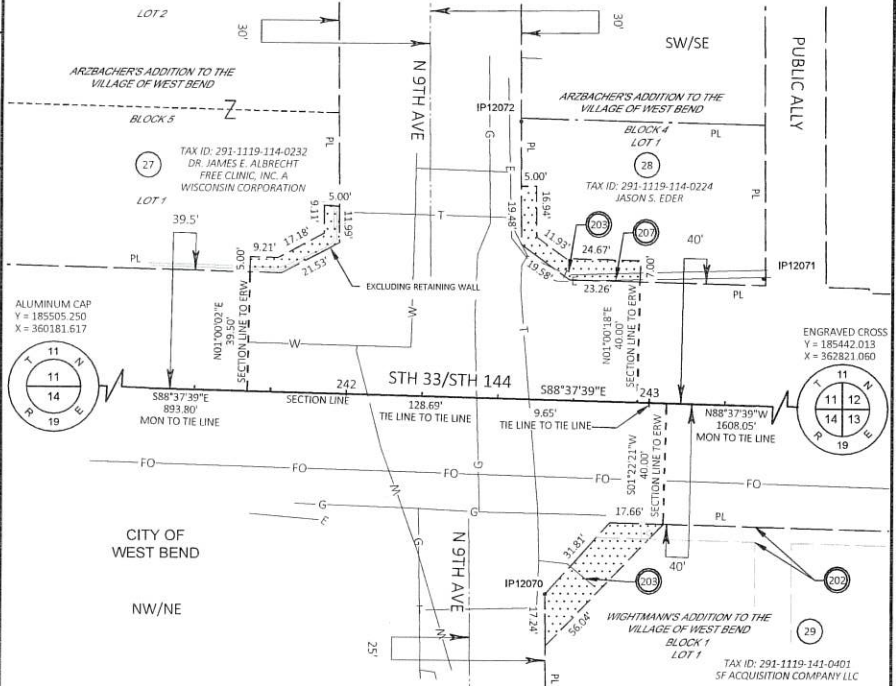 LOT 2
30'
30'
SW/SE
PUBLIC ALLY
ARZBACHER'S ADDITION TO THE
VILLAGE OF WEST BEND
BLOCK 5
N 9TH AVE
IP12072
ARZBACHER'S ADDITION TO THE
VILLAGE OF WEST BEND
BLOCK 4
LOT 1
PL
PL
PL
G
E
27
TAX ID: 291-1119-114-0232
DR. JAMES E. ALBRECHT
FREE CLINIC, INC. A
WISCONSIN CORPORATION
LOT 1
28
TAX ID: 291-1119-114-0224
JASON S. EDER
5.00'
16.94'
19.48'
11.93'
19.58'
24.67'
23.26'
7.00'
203
207
40'
5.00'
9.11'
11.99'
17.18'
9.21'
21.53'
5.00'
39.5'
T
PL
EXCLUDING RETAINING WALL
IP12071
PL
ALUMINUM CAP
Y = 185505.250
X = 360181.617
N01°00'02"E
39.50'
SECTION LINE TO ERW
W
W
T
N01°00'18"E
40.00'
SECTION LINE TO ERW
ENGRAVED CROSS
Y = 185442.013
X = 362821.060
T 11 N
11
14
R 19 E
STH 33/STH 144
S88°37'39"E
893.80'
MON TO TIE LINE
SECTION LINE
242
128.69'
TIE LINE TO TIE LINE
S88°37'39"E
9.65'
TIE LINE TO TIE LINE
243
N88°37'39"W
1608.05'
MON TO TIE LINE
T 11 N
11 12
14 13
R 19 E
FO
FO
FO
FO
FO
S01°22'21"W
40.00'
SECTION LINE TO ERW
W
G
G
E
G
G
CITY OF
WEST BEND
NW/NE
N 9TH AVE
17.66'
PL
31.81'
40'
203
202
IP12070
17.24'
56.04'
T
W
25'
PL
WIGHTMANN'S ADDITION TO THE
VILLAGE OF WEST BEND
BLOCK 1
LOT 1
29
TAX ID: 291-1119-141-0401
SF ACQUISITION COMPANY LLC